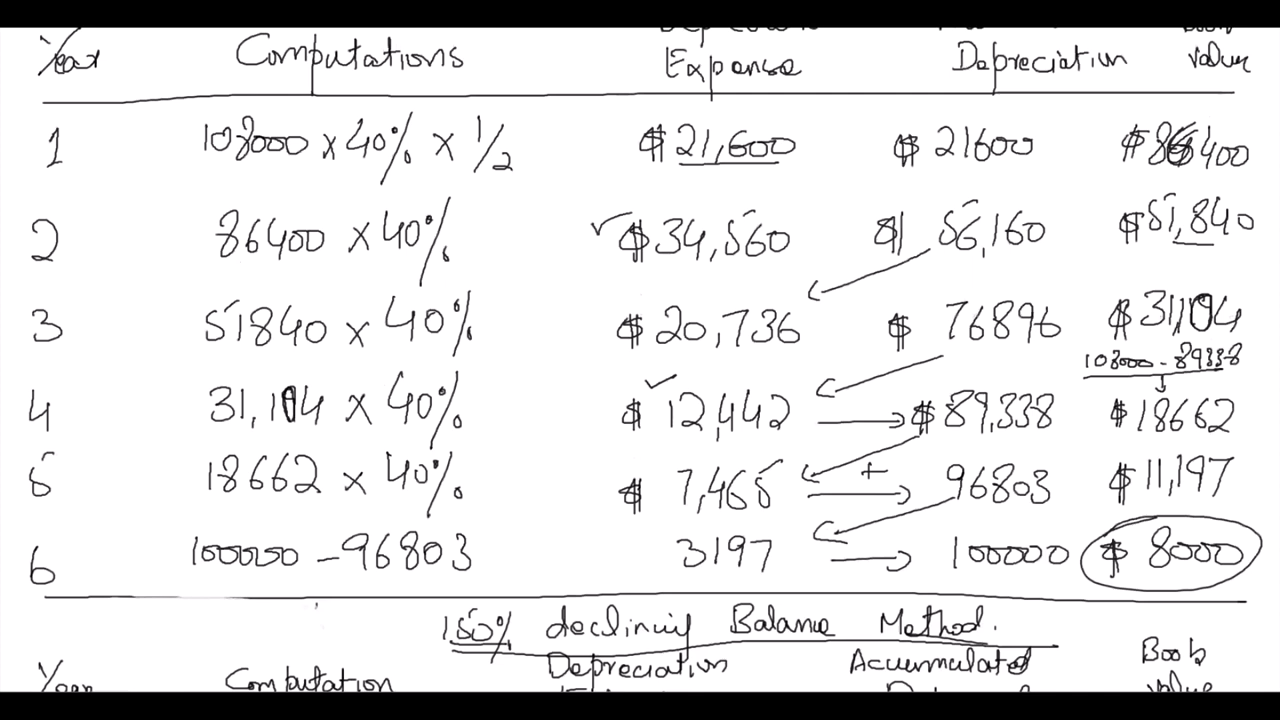 Year Computations Expense Depreciation Value
1 108000 x 40% x 1/2 $21,600 $21600 $86400
2 86400 x 40% $34,560 $56,160 $51,840
3 51840 x 40% $20,736 $76896 $31,104
108000 - 89338
4 31,104 x 40% $12,442 $89,338 $18662
5 18662 x 40% $7,465 + 96803 $11,197
6 100000 - 96803 3197 100000 $8000
150% declining Balance Method.
Year Computation Depreciation Accumulated Book
value